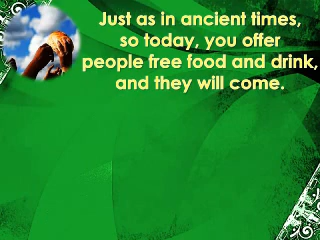 Just as in ancient times,
so today, you offer
people free food and drink,
and they will come.